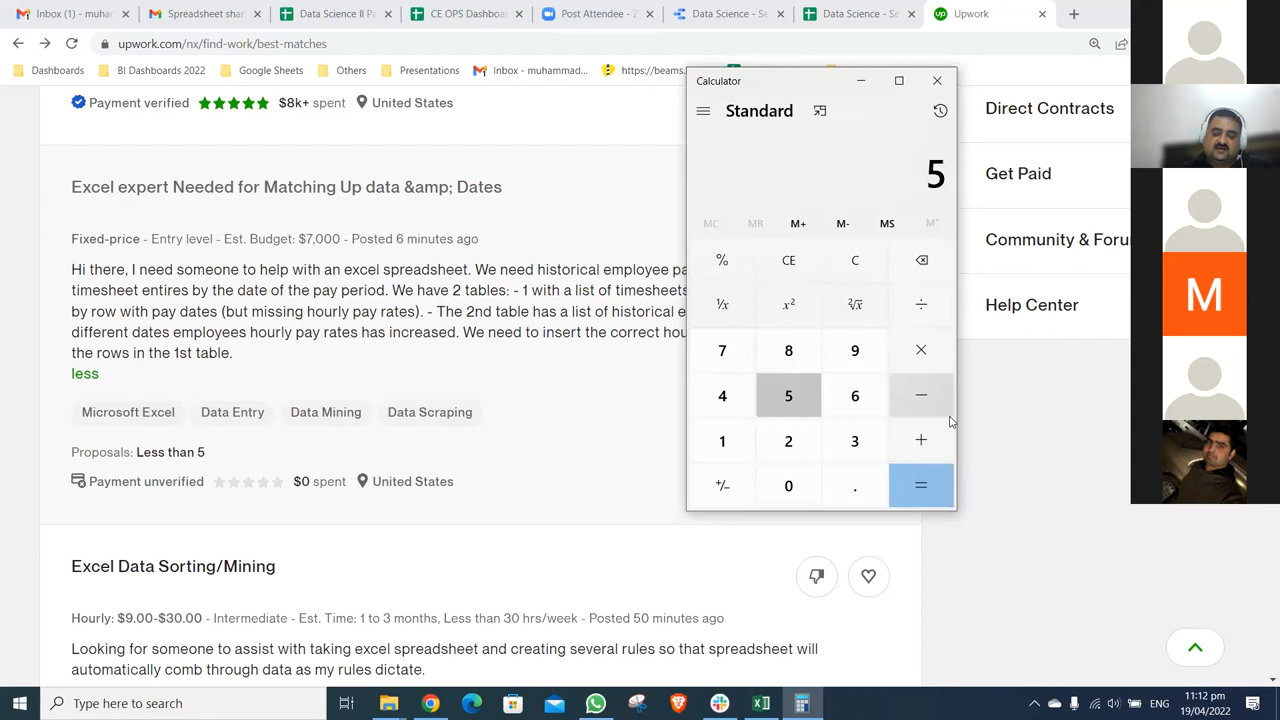 Inbox (1) - muhan
Spreadsheet shar
Data Science II Pa
CE OPS Dashboa
Post Attendee - Z
Data Science - Se
Data Science - Se
Upwork
upwork.com/nx/find-work/best-matches
Dashboards
BI Dashboards 2022
Google Sheets
Others
Presentations
Inbox - muhammad...
https://beams.
Payment verified
$8k+ spent
United States
Excel expert Needed for Matching Up data &amp; Dates
Fixed-price - Entry level - Est. Budget: $7,000 - Posted 6 minutes ago
Hi there, I need someone to help with an excel spreadsheet. We need historical employee pa
timesheet entires by the date of the pay period. We have 2 tables: - 1 with a list of timesheets
by row with pay dates (but missing hourly pay rates). - The 2nd table has a list of historical e
different dates employees hourly pay rates has increased. We need to insert the correct hou
the rows in the 1st table.
less
Microsoft Excel
Data Entry
Data Mining
Data Scraping
Proposals: Less than 5
Payment unverified
$0 spent
United States
Excel Data Sorting/Mining
Hourly: $9.00-$30.00 - Intermediate - Est. Time: 1 to 3 months, Less than 30 hrs/week - Posted 50 minutes ago
Looking for someone to assist with taking excel spreadsheet and creating several rules so that spreadsheet will
automatically comb through data as my rules dictate.
Calculator
Standard
5
MC MR M+ M- MS M˅
% CE C
¹/x x² ²√x ÷
7 8 9 ×
4 5 6 −
1 2 3 +
+/− 0 . =
Direct Contracts
Get Paid
Community & Foru
Help Center
M
Type here to search
ENG
11:12 pm
19/04/2022